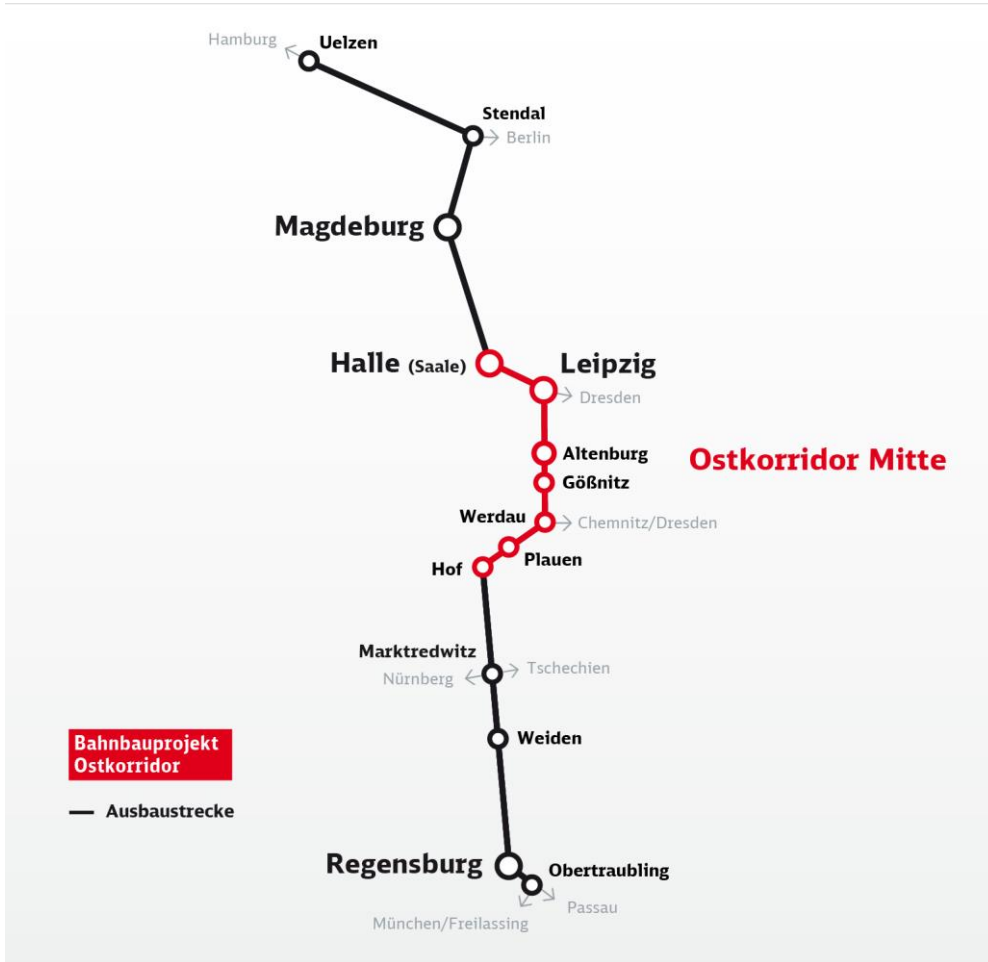 Hamburg
Uelzen
Stendal
Berlin
Magdeburg
Halle (Saale)
Leipzig
Dresden
Altenburg
Ostkorridor Mitte
Gößnitz
Werdau
Chemnitz/Dresden
Plauen
Hof
Marktredwitz
Tschechien
Nürnberg
Bahnbauprojekt
Ostkorridor
Weiden
Ausbaustrecke
Regensburg
Obertraubling
Passau
München/Freilassing